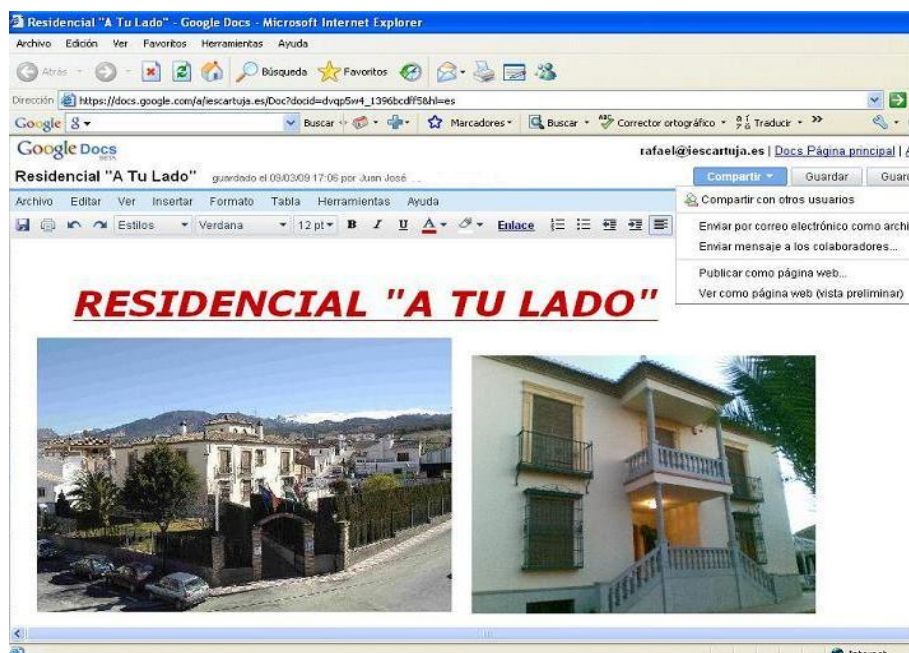 Residencial "A Tu Lado" - Google Docs - Microsoft Internet Explorer
Archivo Edición Ver Favoritos Herramientas Ayuda
Atrás Búsqueda Favoritos
Dirección https://docs.google.com/a/iescartuja.es/Doc?docid=dvqp5w4_1396bcdff5&hl=es
Google Buscar Marcadores Buscar Corrector ortográfico Traducir »
Google Docs BETA rafael@iescartuja.es | Docs Página principal |
Residencial "A Tu Lado" guardado el 09/03/09 17:06 por Juan José Compartir Guardar Guar
Archivo Editar Ver Insertar Formato Tabla Herramientas Ayuda
Estilos Verdana 12 pt B I U A Enlace
Compartir con otros usuarios
Enviar por correo electrónico como archi
Enviar mensaje a los colaboradores...
Publicar como página web...
Ver como página web (vista preliminar)
RESIDENCIAL "A TU LADO"